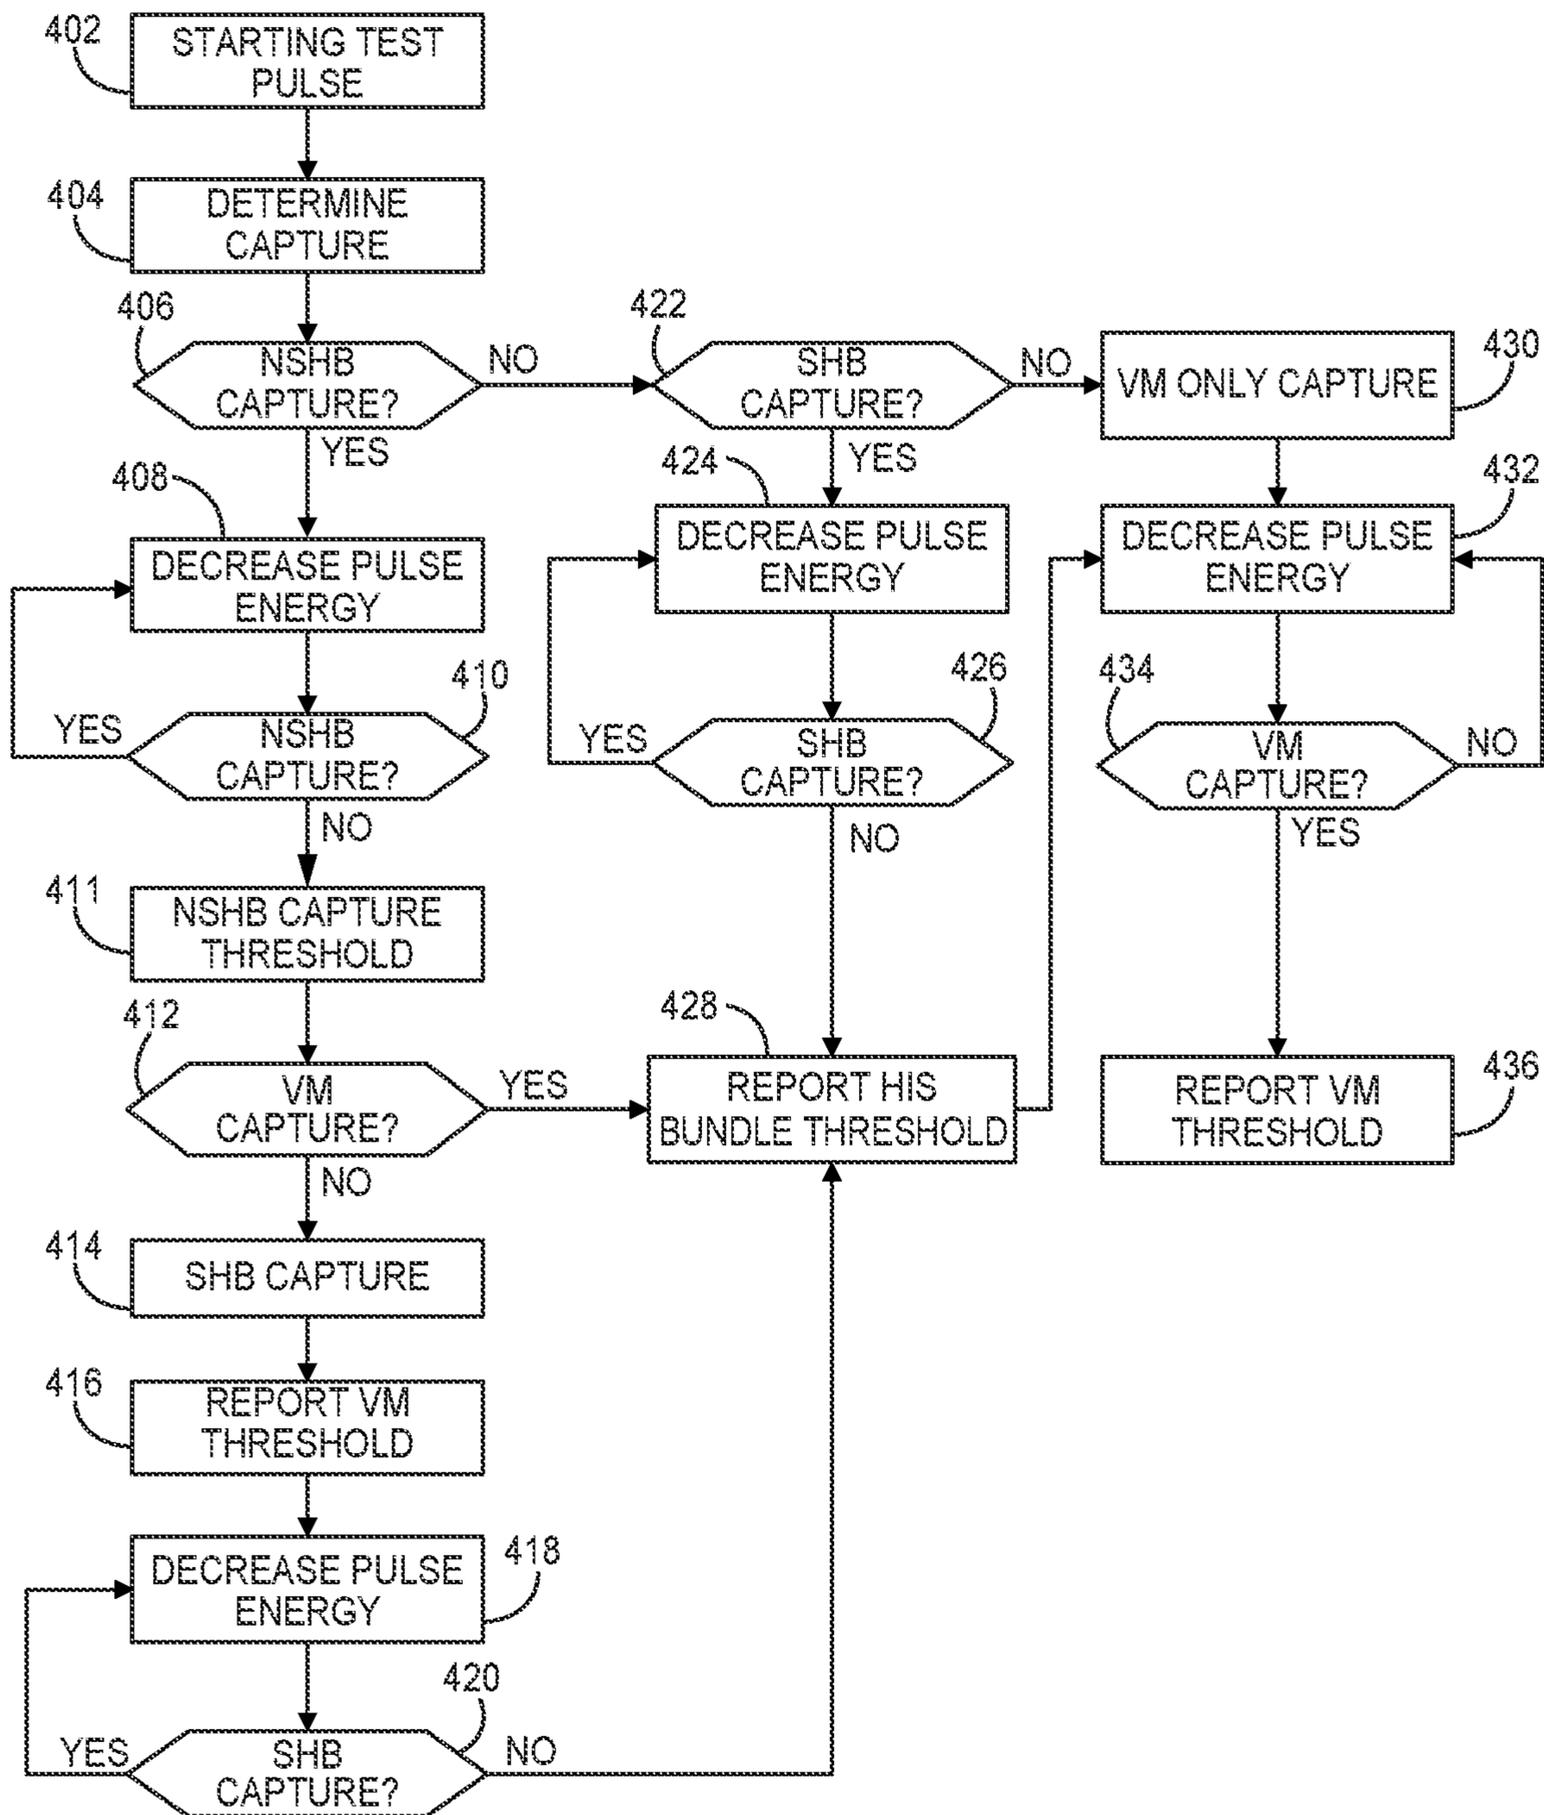 402
STARTING TEST
PULSE
404
DETERMINE
CAPTURE
406
NSHB
CAPTURE?
NO
YES
422
SHB
CAPTURE?
NO
YES
430
VM ONLY CAPTURE
408
DECREASE PULSE
ENERGY
424
DECREASE PULSE
ENERGY
432
DECREASE PULSE
ENERGY
410
NSHB
CAPTURE?
YES
NO
426
SHB
CAPTURE?
YES
NO
434
VM
CAPTURE?
NO
YES
411
NSHB CAPTURE
THRESHOLD
412
VM
CAPTURE?
YES
NO
428
REPORT HIS
BUNDLE THRESHOLD
436
REPORT VM
THRESHOLD
414
SHB CAPTURE
416
REPORT VM
THRESHOLD
418
DECREASE PULSE
ENERGY
420
SHB
CAPTURE?
YES
NO